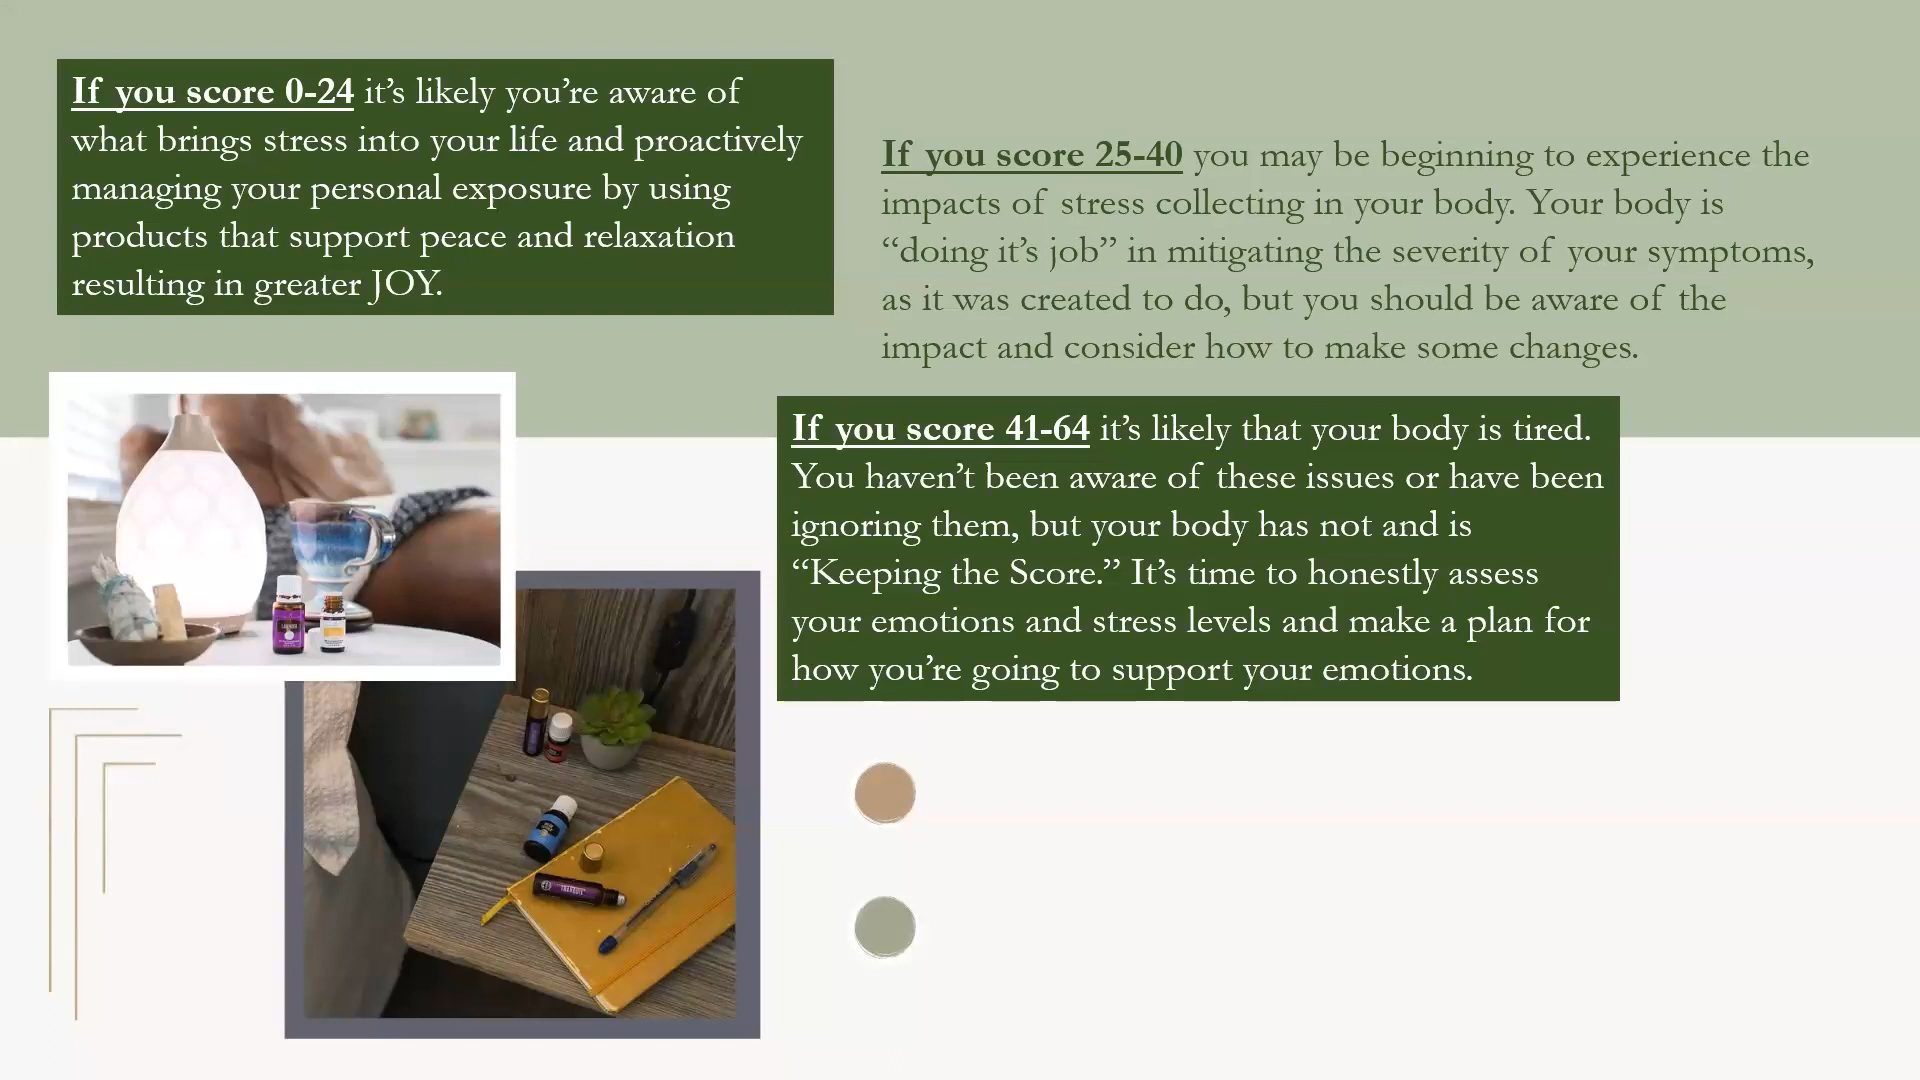 If you score 0-24 it’s likely you’re aware of
what brings stress into your life and proactively
managing your personal exposure by using
products that support peace and relaxation
resulting in greater JOY.
If you score 25-40 you may be beginning to experience the
impacts of stress collecting in your body. Your body is
“doing it’s job” in mitigating the severity of your symptoms,
as it was created to do, but you should be aware of the
impact and consider how to make some changes.
If you score 41-64 it’s likely that your body is tired.
You haven’t been aware of these issues or have been
ignoring them, but your body has not and is
“Keeping the Score.” It’s time to honestly assess
your emotions and stress levels and make a plan for
how you’re going to support your emotions.
LAVENDER
TRANQUIL